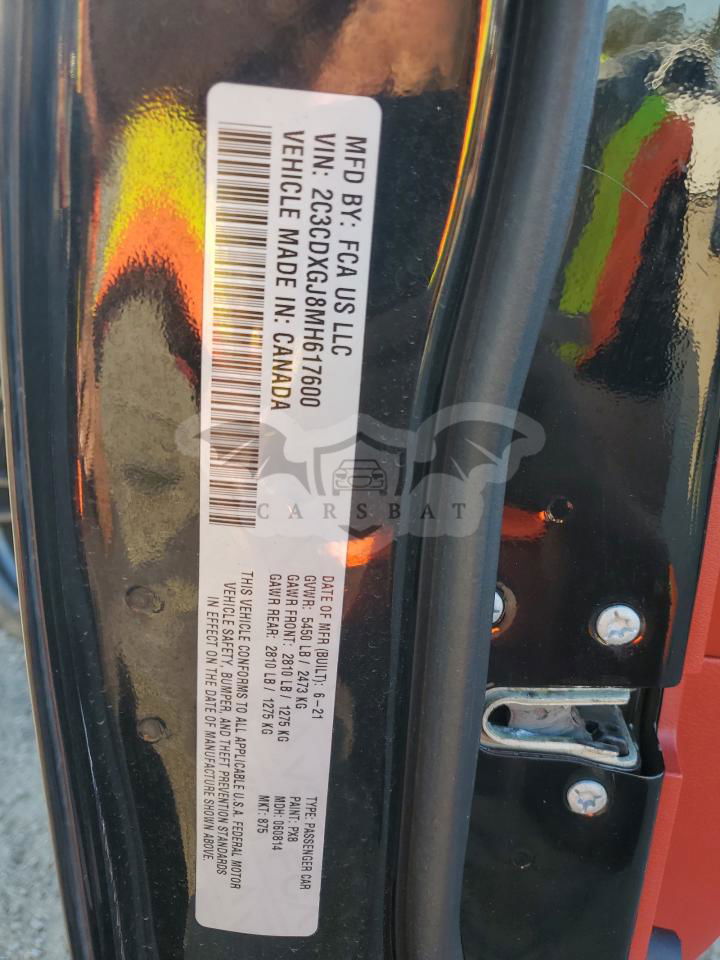 MFD BY: FCA US LLC
VIN: 2C3CDXGJ8MH617600
VEHICLE MADE IN: CANADA
DATE OF MFR (BUILT): 6-21
GVWR: 5450 LB / 2473 KG
GAWR FRONT: 2810 LB / 1275 KG
GAWR REAR: 2810 LB / 1275 KG
THIS VEHICLE CONFORMS TO ALL APPLICABLE U.S.A. FEDERAL MOTOR
VEHICLE SAFETY, BUMPER, AND THEFT PREVENTION STANDARDS
IN EFFECT ON THE DATE OF MANUFACTURE SHOWN ABOVE.
TYPE: PASSENGER CAR
PAINT: PX8
MDH: 060814
MKT: 875
CARSBAT